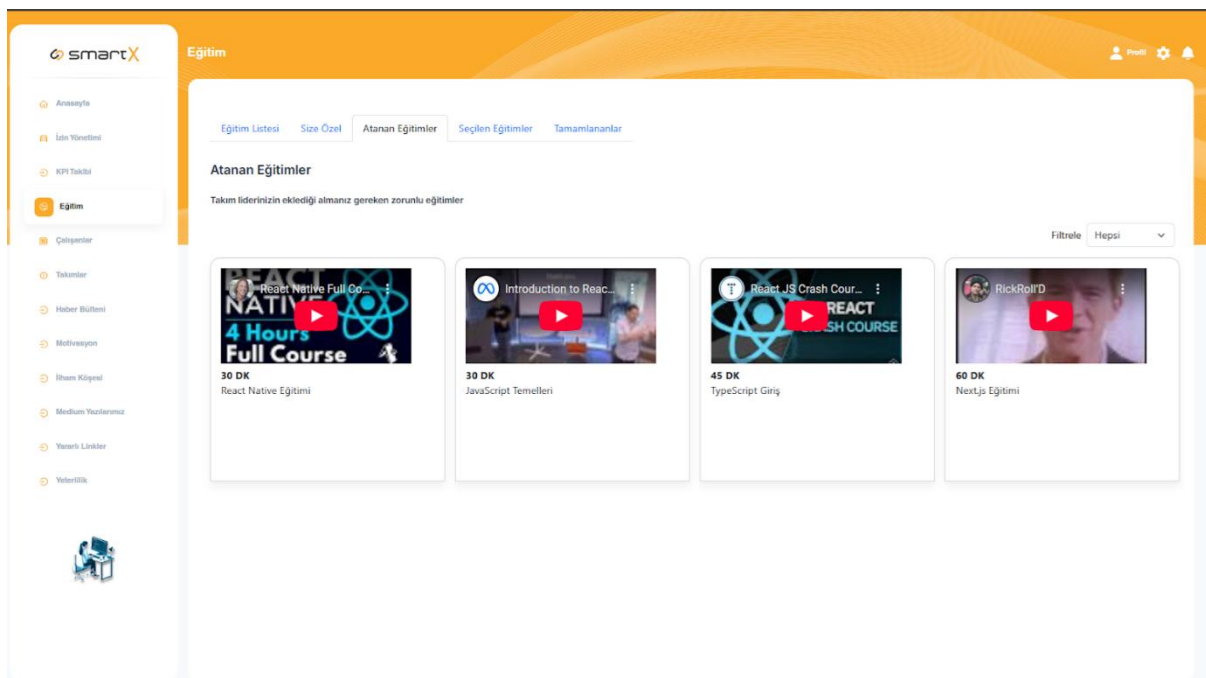 smartX
Eğitim
Profil
Anasayfa
İzin Yönetimi
KPI Takibi
Eğitim
Çalışanlar
Takımlar
Haber Bülteni
Motivasyon
İlham Köşesi
Medium Yazılarımız
Yararlı Linkler
Yeterlilik
Eğitim Listesi
Size Özel
Atanan Eğitimler
Seçilen Eğitimler
Tamamlananlar
Atanan Eğitimler
Takım liderinizin eklediği almanız gereken zorunlu eğitimler
Filtrele Hepsi
React Native Full Co...
REACT
NATIVE
4 Hours
Full Course
30 DK
React Native Eğitimi
Introduction to Reac...
30 DK
JavaScript Temelleri
React JS Crash Cour...
REACT
CRASH COURSE
45 DK
TypeScript Giriş
RickRoll'D
60 DK
Next.js Eğitimi